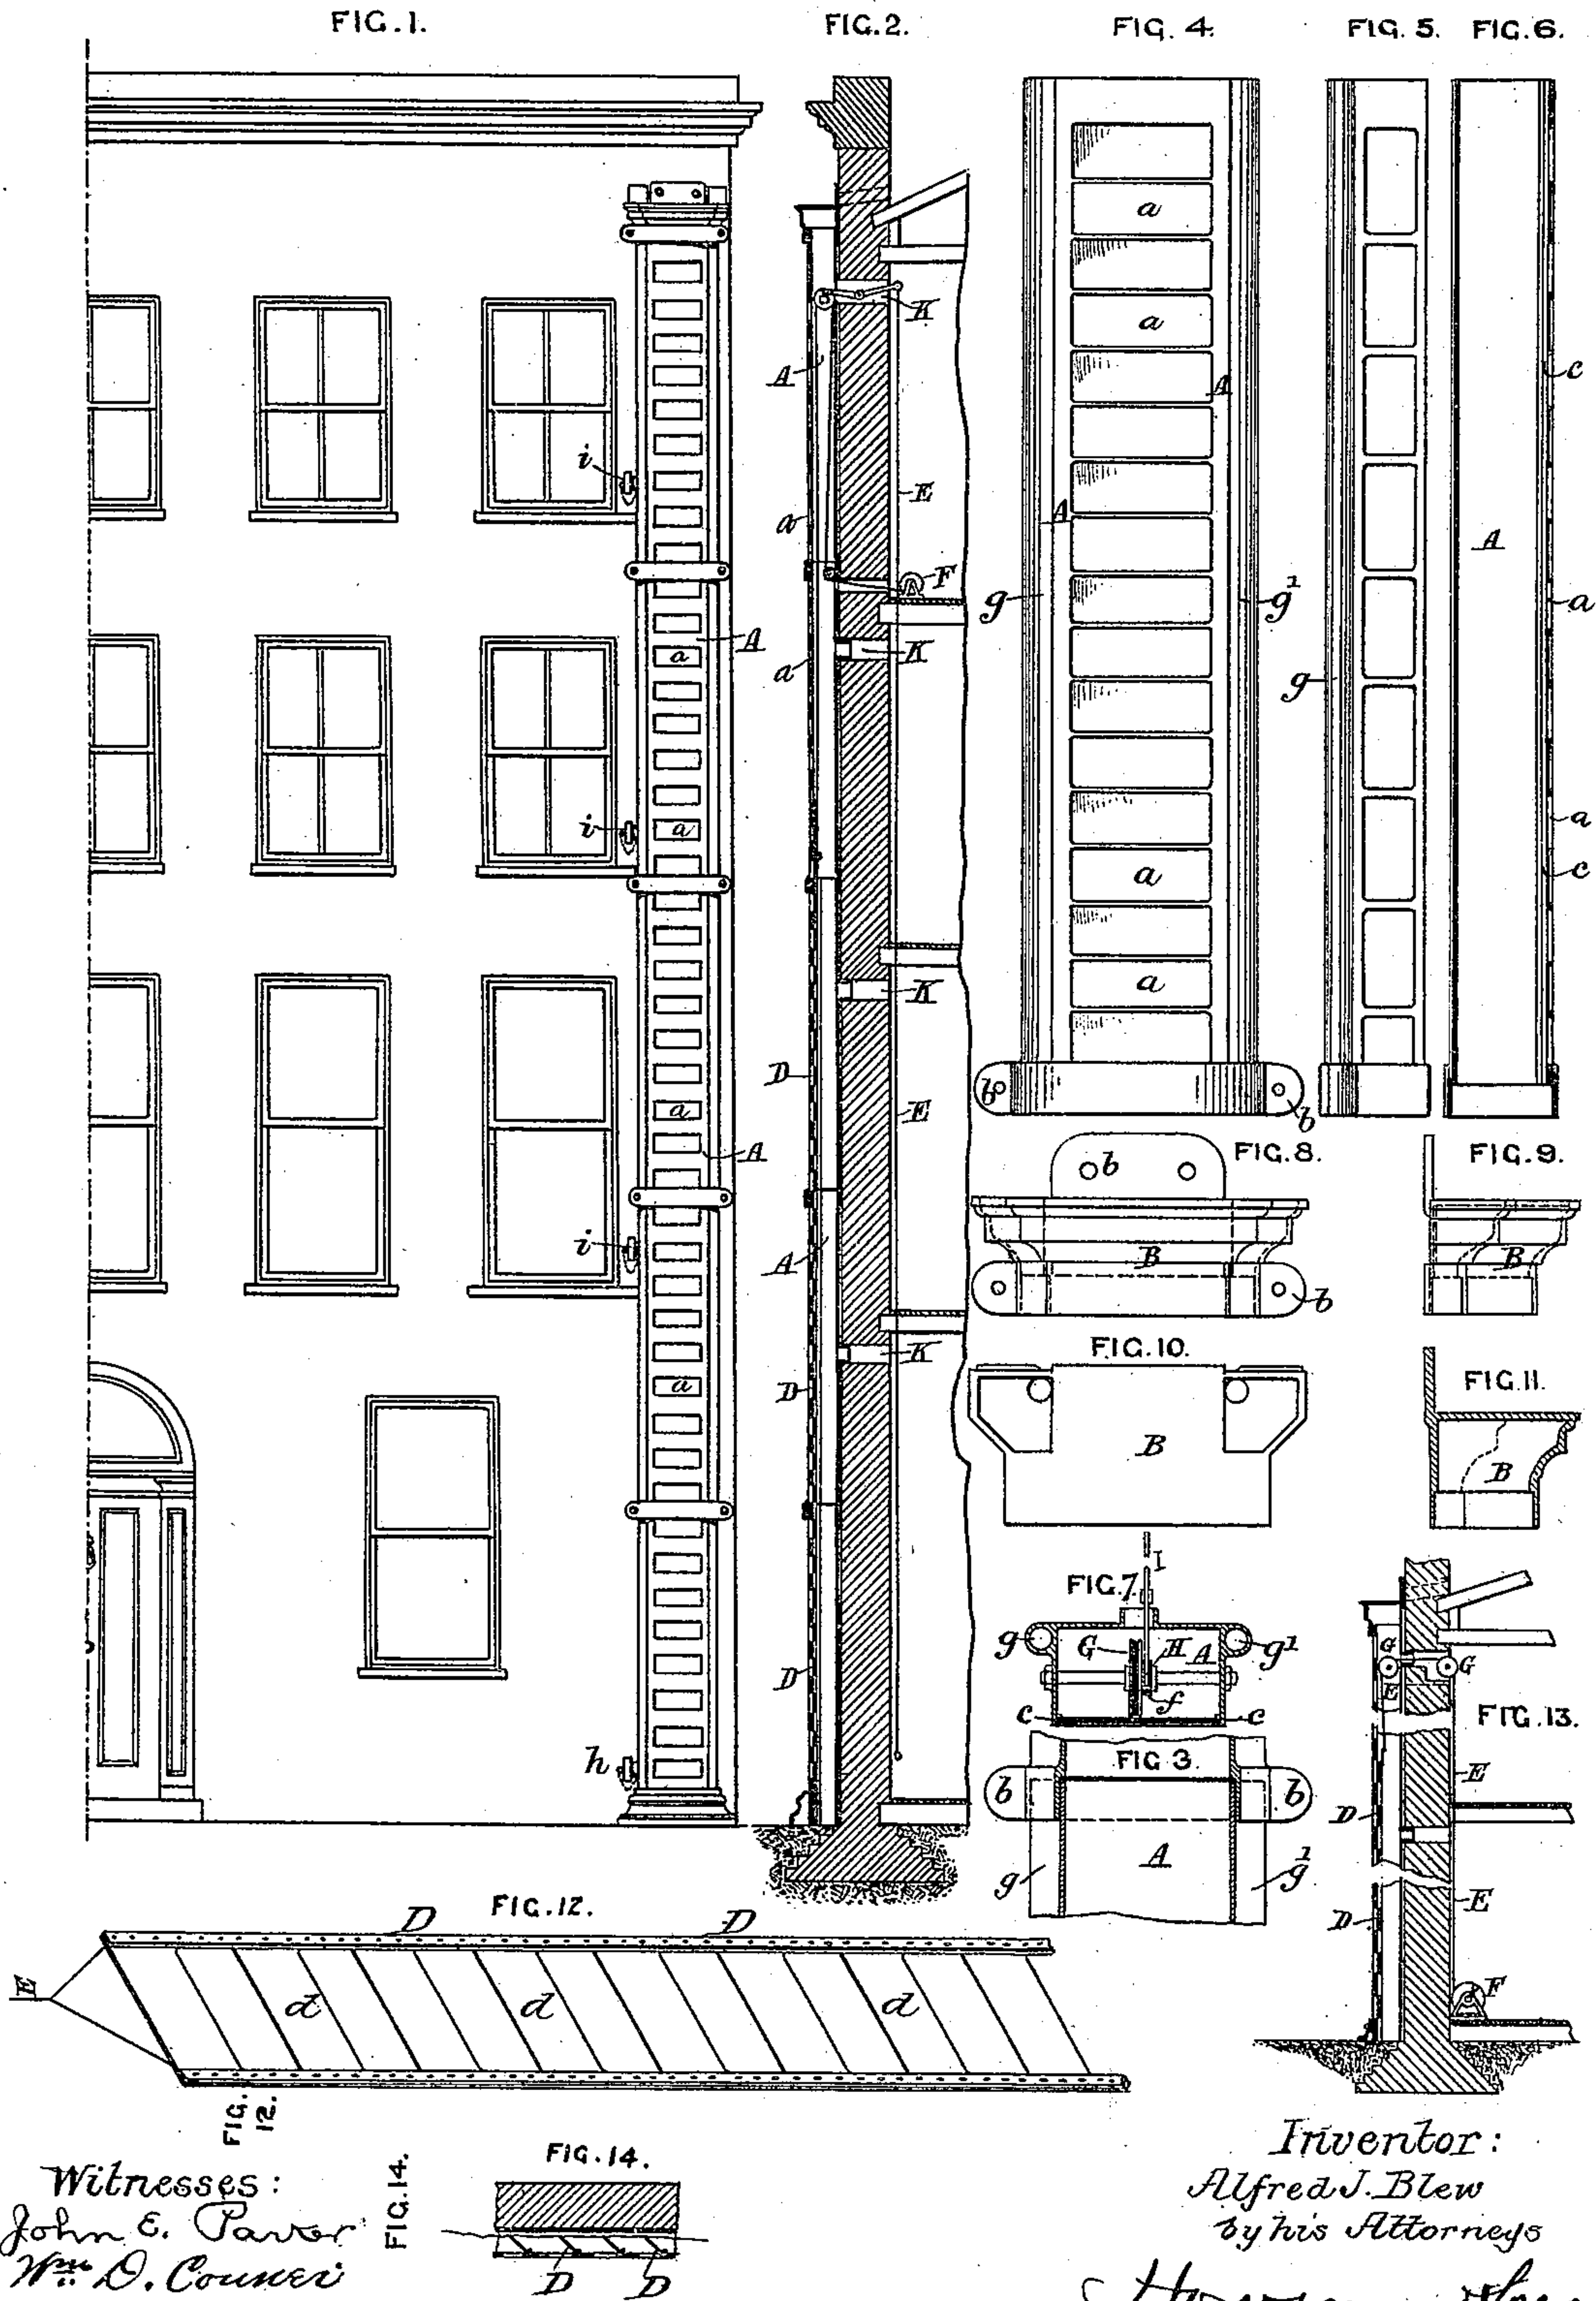 FIG. 1.
FIG. 2.
FIG. 4.
FIG. 5.
FIG. 6.
i
i
i
h
A
a
a
A
a
a
K
A
E
a
F
K
a
K
D
E
A
K
D
D
a
a
A
A
g
g¹
a
a
b
b
g
c
A
a
a
c
FIG. 8.
b
B
b
FIG. 9.
B
FIG. 10.
B
FIG. 11.
B
FIG. 7.
I
g
G
H
A
g¹
f
c
c
FIG 3.
b
b
A
g
g¹
FIG. 13.
G
G
E
E
D
E
D
F
FIG. 12.
D
D
E
d
d
d
FIG. 12.
FIG. 14.
FIG. 14.
D
D
Witnesses:
John E.
Wm. D.
Inventor:
Alfred J. Blew
by his Attorneys